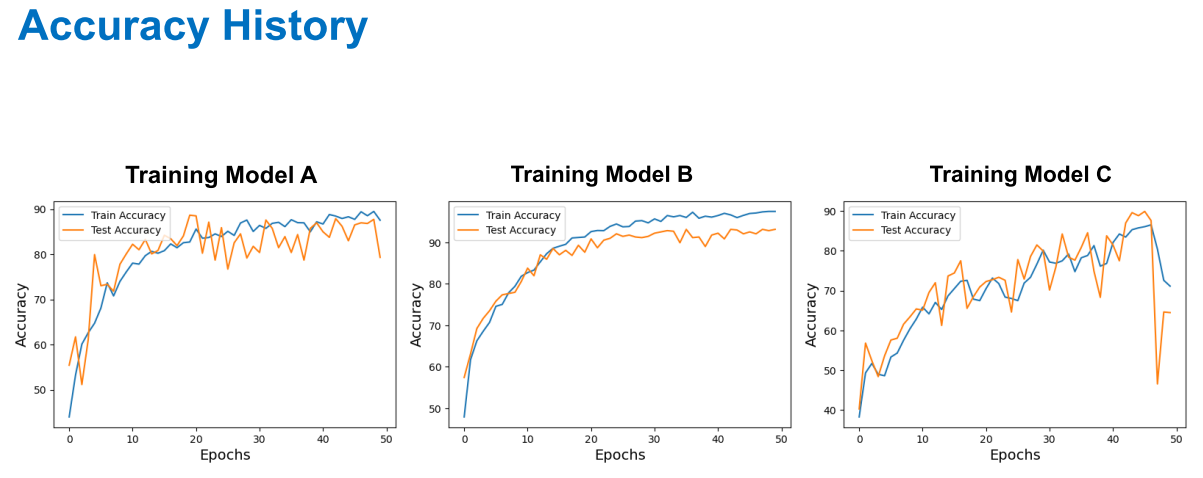 Accuracy History
Training Model A
Train Accuracy
Test Accuracy
90
80
70
60
50
Accuracy
0
10
20
30
40
50
Epochs
Training Model B
Train Accuracy
Test Accuracy
90
80
70
60
50
Accuracy
0
10
20
30
40
50
Epochs
Training Model C
Train Accuracy
Test Accuracy
90
80
70
60
50
40
Accuracy
0
10
20
30
40
50
Epochs